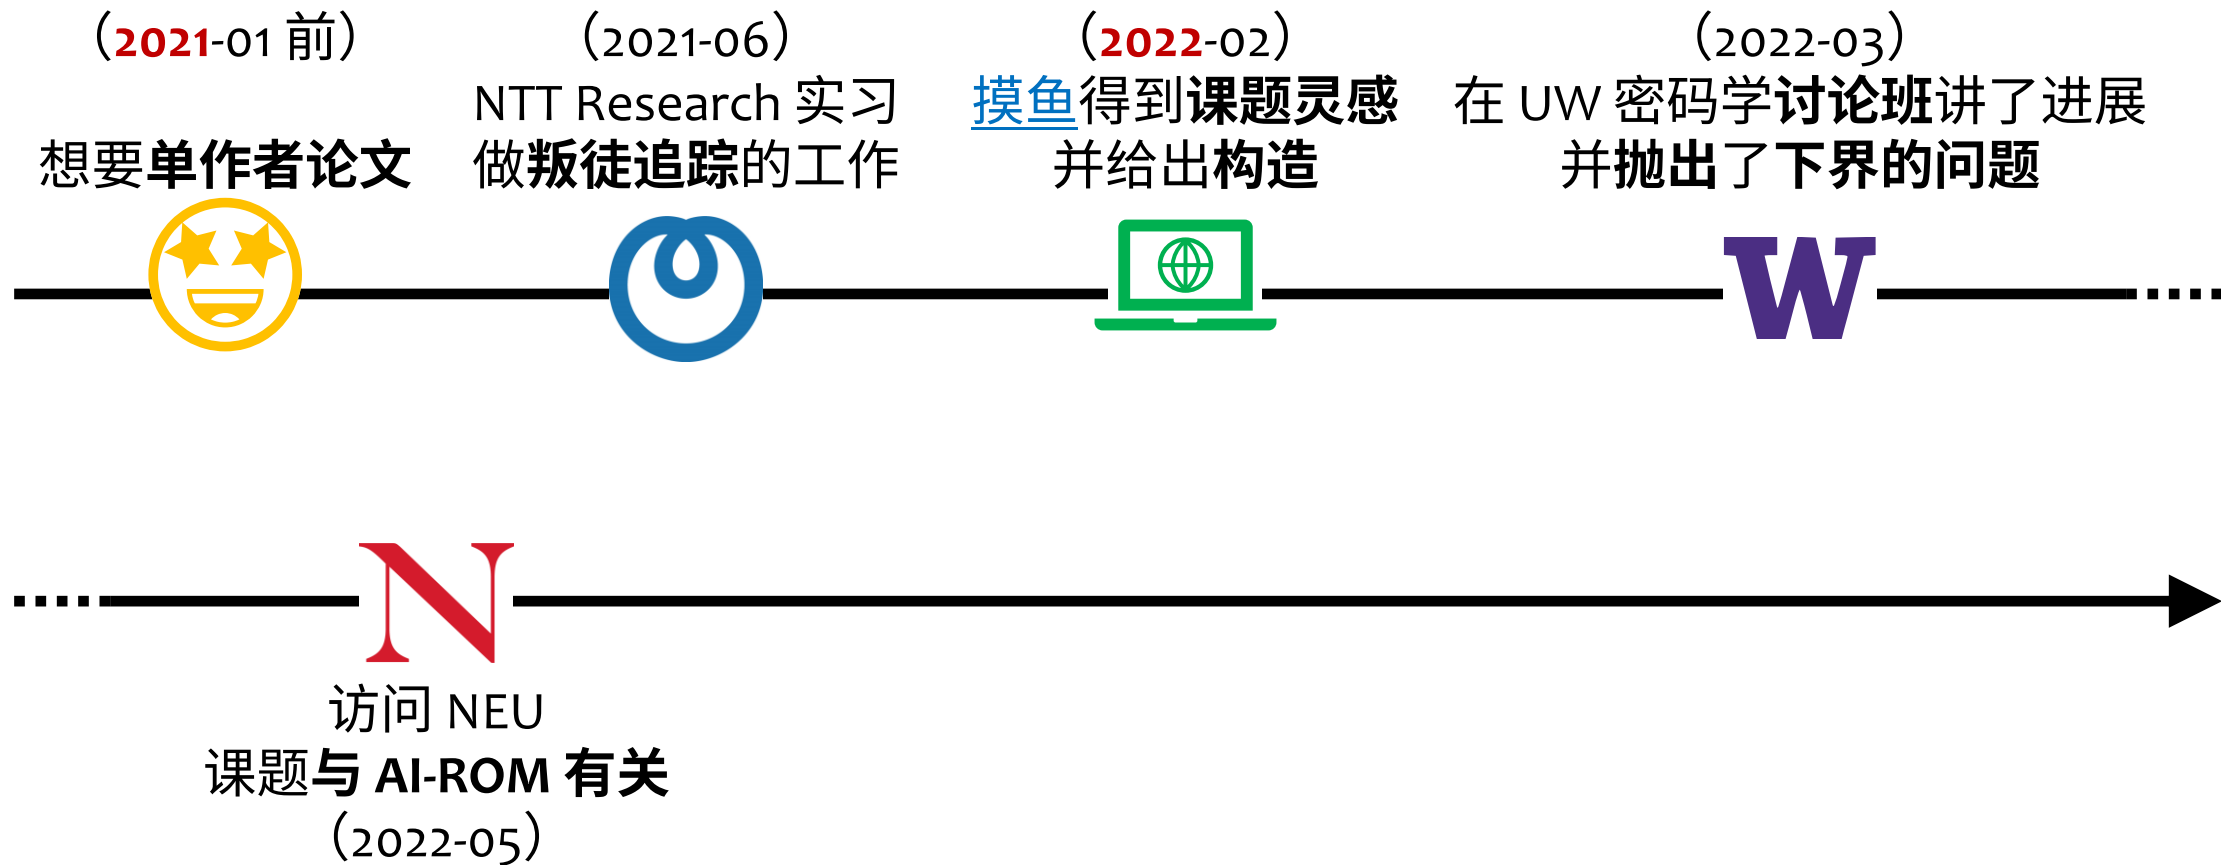 （2021-01 前）
想要单作者论文
（2021-06）
NTT Research 实习
做叛徒追踪的工作
（2022-02）
摸鱼得到课题灵感
并给出构造
（2022-03）
在 UW 密码学讨论班讲了进展
并抛出了下界的问题
W
N
访问 NEU
课题与 AI-ROM 有关
（2022-05）